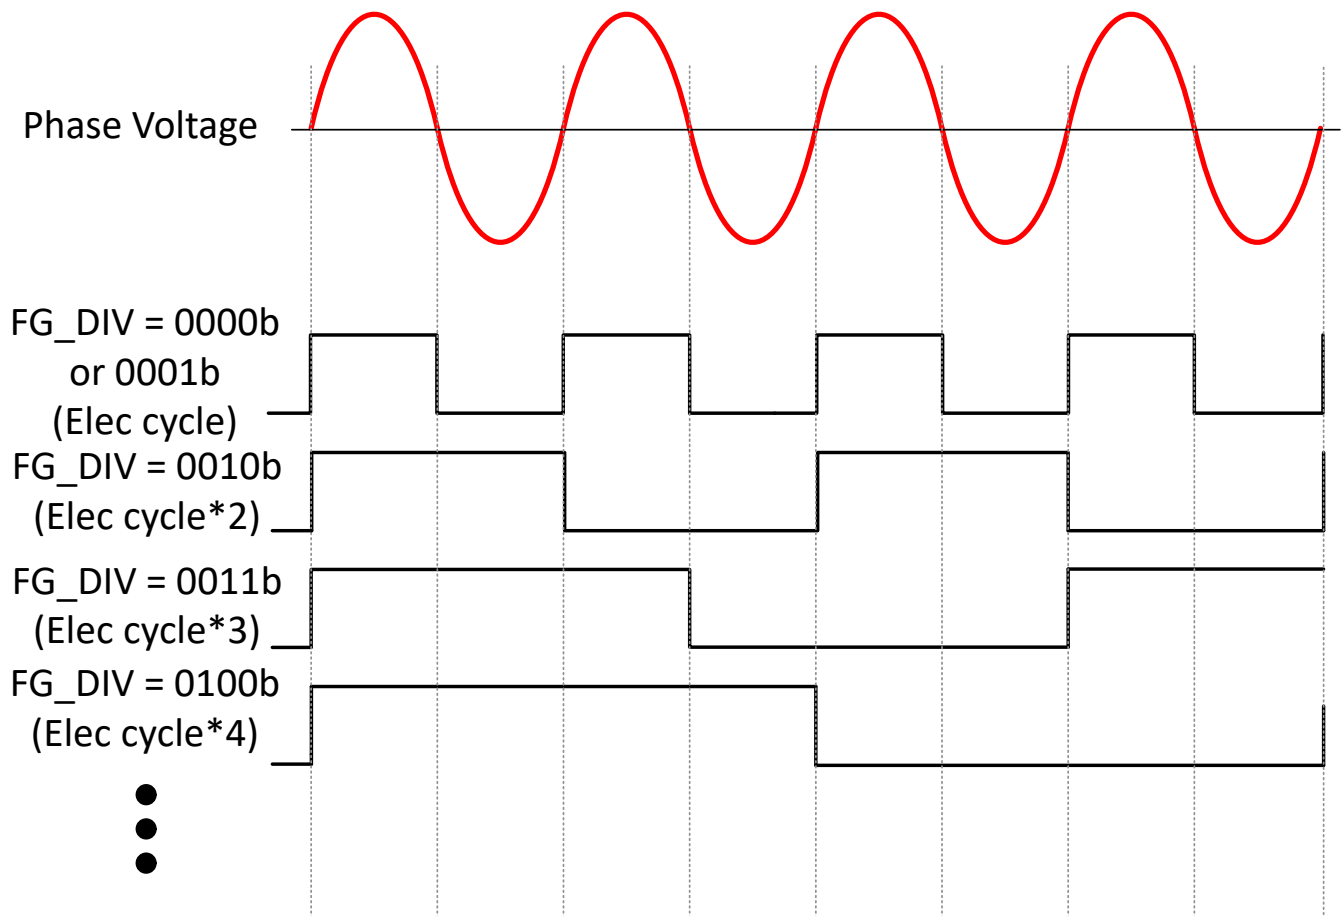 Phase Voltage
FG_DIV = 0000b
or 0001b
(Elec cycle)
FG_DIV = 0010b
(Elec cycle*2)
FG_DIV = 0011b
(Elec cycle*3)
FG_DIV = 0100b
(Elec cycle*4)